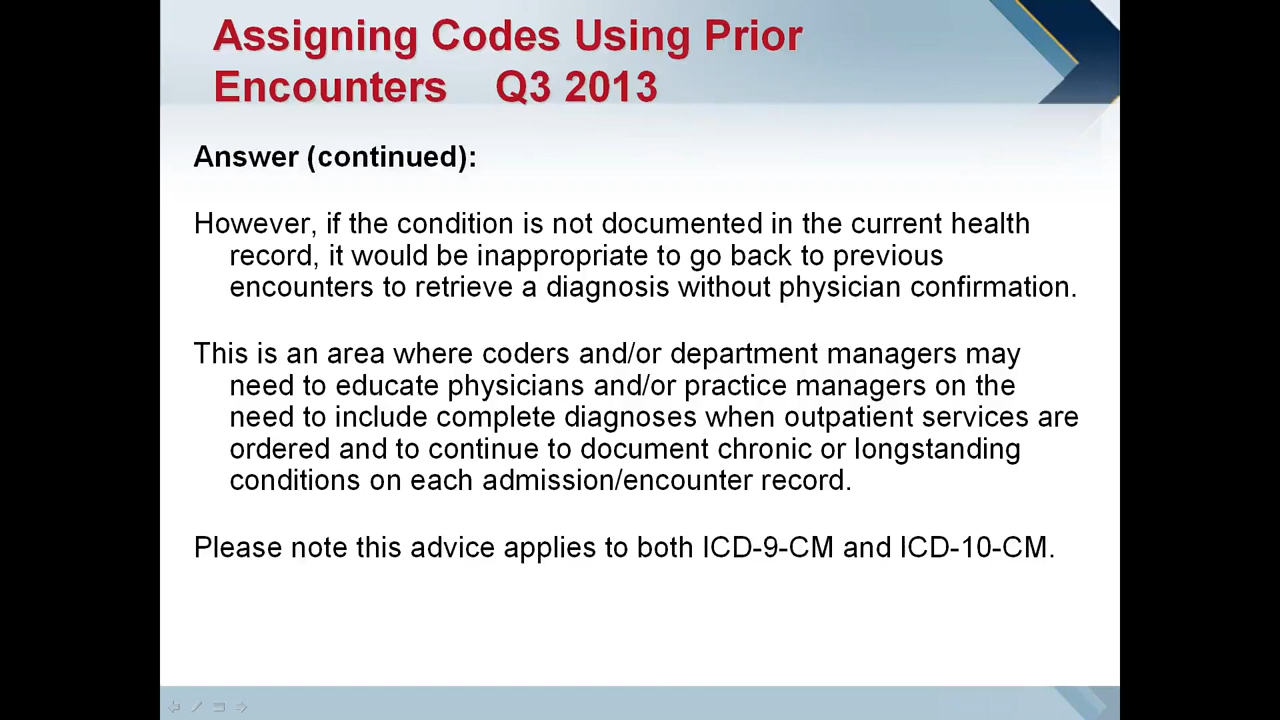 Assigning Codes Using Prior
Encounters Q3 2013
Answer (continued):
However, if the condition is not documented in the current health
record, it would be inappropriate to go back to previous
encounters to retrieve a diagnosis without physician confirmation.
This is an area where coders and/or department managers may
need to educate physicians and/or practice managers on the
need to include complete diagnoses when outpatient services are
ordered and to continue to document chronic or longstanding
conditions on each admission/encounter record.
Please note this advice applies to both ICD-9-CM and ICD-10-CM.